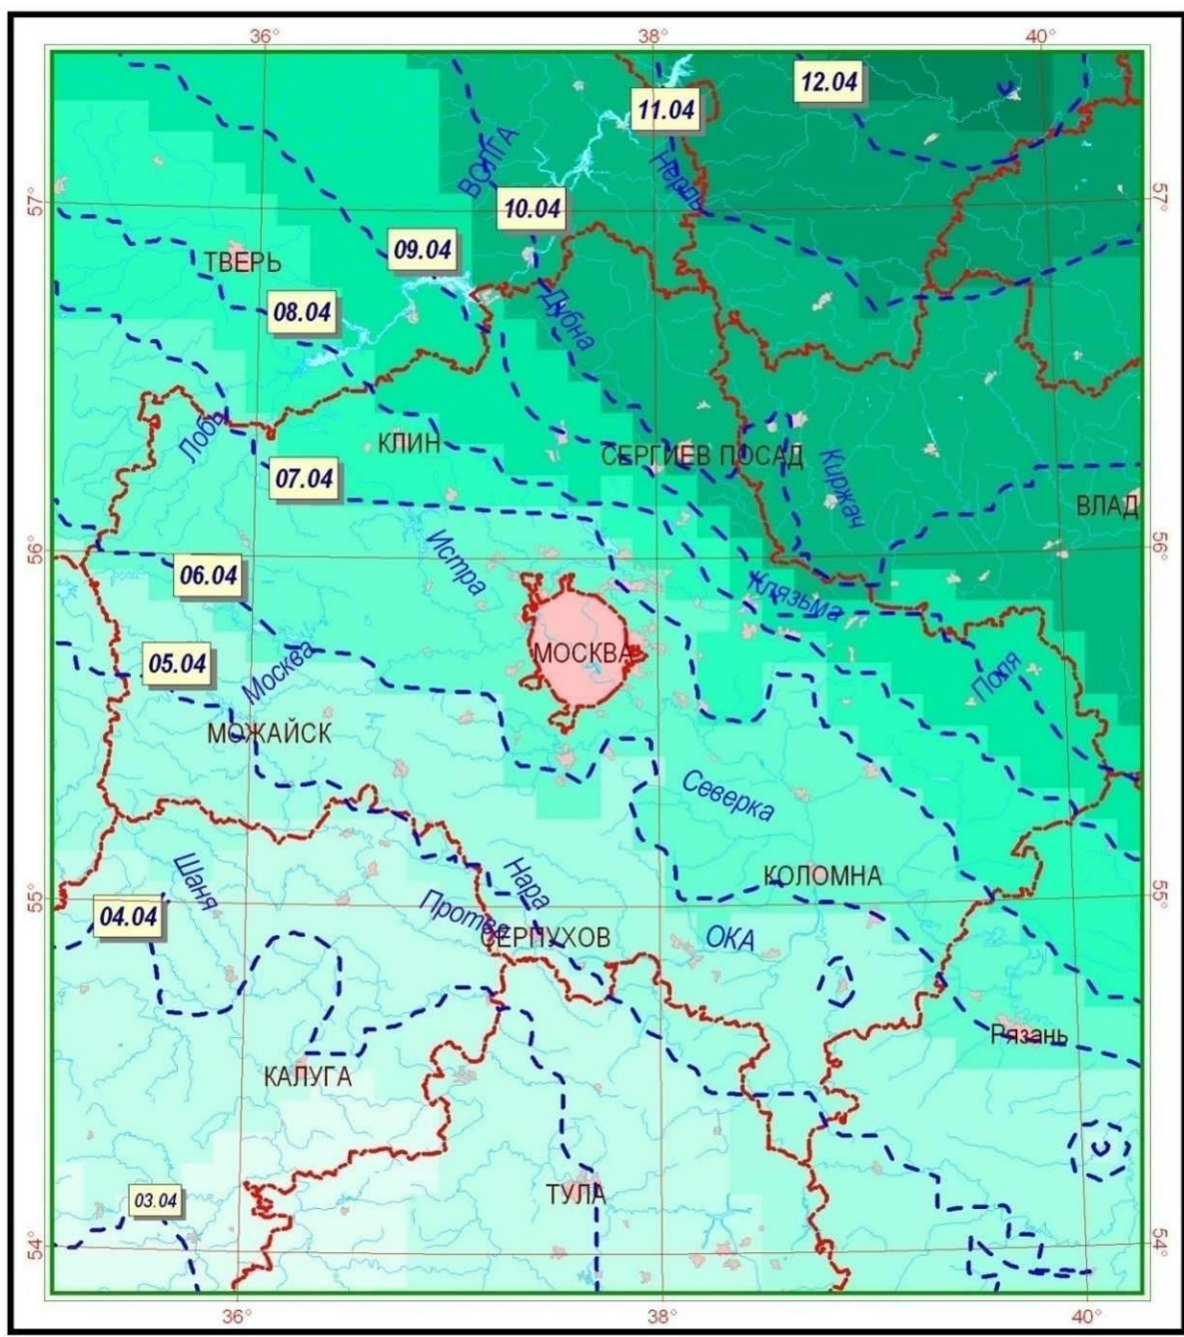 36°
38°
40°
12.04
11.04
ВОЛГА
Нерль
57°
57°
10.04
09.04
ТВЕРЬ
08.04
Дубна
Лобь
КЛИН
СЕРГИЕВ ПОСАД
07.04
Киржач
ВЛАД
56°
56°
Истра
06.04
Клязьма
МОСКВА
05.04
Москва
Поля
МОЖАЙСК
Северка
КОЛОМНА
Шаня
Нара
55°
55°
04.04
Протва
СЕРПУХОВ
ОКА
Рязань
КАЛУГА
03.04
ТУЛА
54°
54°
36°
38°
40°